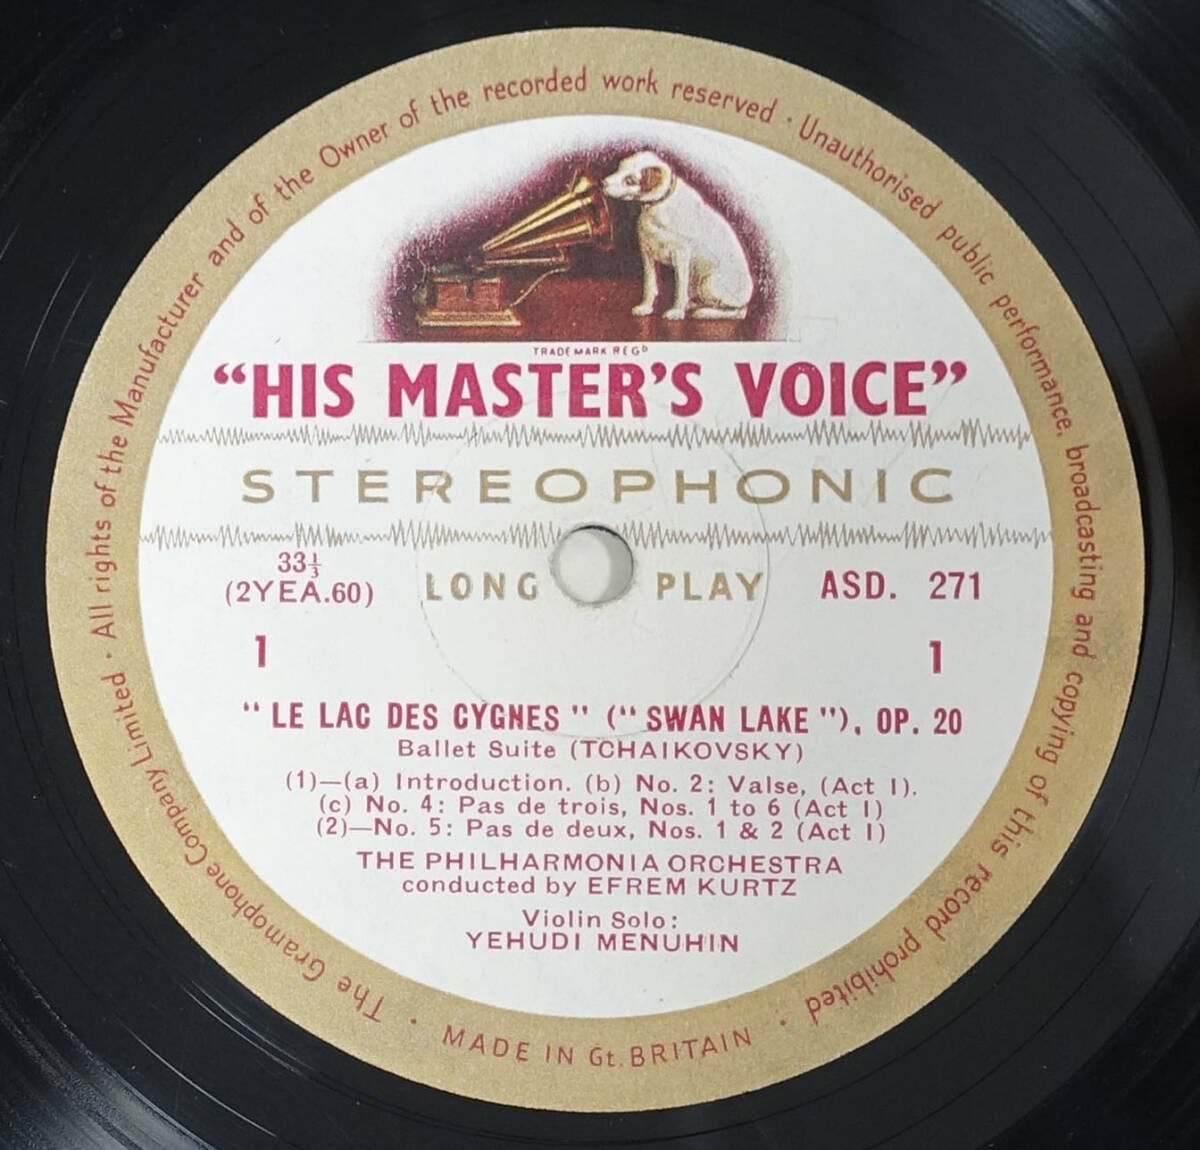 The Gramophone Company Limited · All rights of the Manufacturer and of the Owner of the recorded work reserved · Unauthorised public performance, broadcasting and copying of this record prohibited ·
TRADE MARK REGD
“HIS MASTER'S VOICE”
STEREOPHONIC
33⅓
(2YEA.60)
LONG PLAY
ASD. 271
1 1
“LE LAC DES CYGNES” (“SWAN LAKE”), OP. 20
Ballet Suite (TCHAIKOVSKY)
(1)—(a) Introduction. (b) No. 2: Valse, (Act I).
(c) No. 4: Pas de trois, Nos. 1 to 6 (Act I)
(2)—No. 5: Pas de deux, Nos. 1 & 2 (Act I)
THE PHILHARMONIA ORCHESTRA
conducted by EFREM KURTZ
Violin Solo:
YEHUDI MENUHIN
· MADE IN Gt. BRITAIN ·